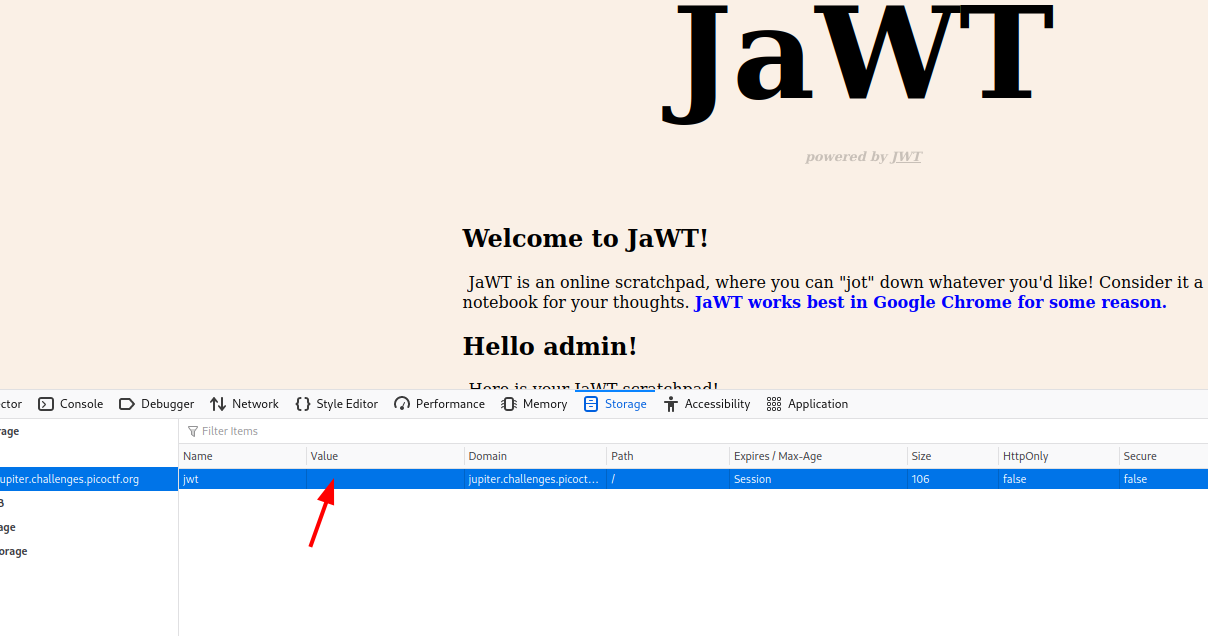 JaWT
powered by JWT
Welcome to JaWT!
JaWT is an online scratchpad, where you can "jot" down whatever you'd like! Consider it a
notebook for your thoughts. JaWT works best in Google Chrome for some reason.
Hello admin!
Here is your JaWT scratchpad!
ctor Console Debugger Network Style Editor Performance Memory Storage Accessibility Application
rage Filter Items
Name Value Domain Path Expires / Max-Age Size HttpOnly Secure
upiter.challenges.picoctf.org jwt jupiter.challenges.picoct... / Session 106 false false
B
age
orage